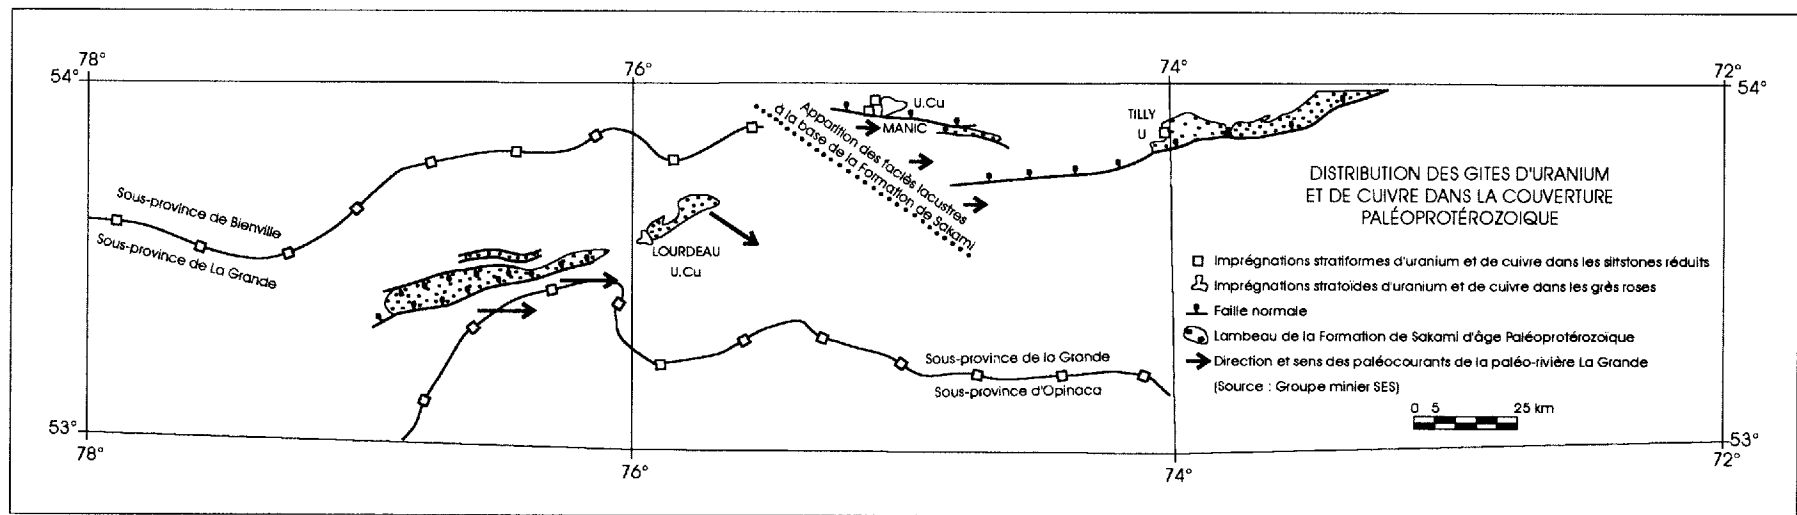 78°
76°
74°
72°
54°
54°
U.Cu
MANIC
TILLY
U
Apparition des faciès lacustres
à la base de la Formation de Sakami
DISTRIBUTION DES GITES D'URANIUM
ET DE CUIVRE DANS LA COUVERTURE
PALÉOPROTÉROZOIQUE
Sous-province de Bienville
Sous-province de La Grande
LOURDEAU
U.Cu
Imprégnations stratiformes d'uranium et de cuivre dans les siltstones réduits
Imprégnations stratoïdes d'uranium et de cuivre dans les grès roses
Faille normale
Lambeau de la Formation de Sakami d'âge Paléoprotérozoïque
Direction et sens des paléocourants de la paléo-rivière La Grande
(Source : Groupe minier SES)
Sous-province de la Grande
Sous-province d'Opinaca
0 5 25 km
53°
53°
78°
76°
74°
72°